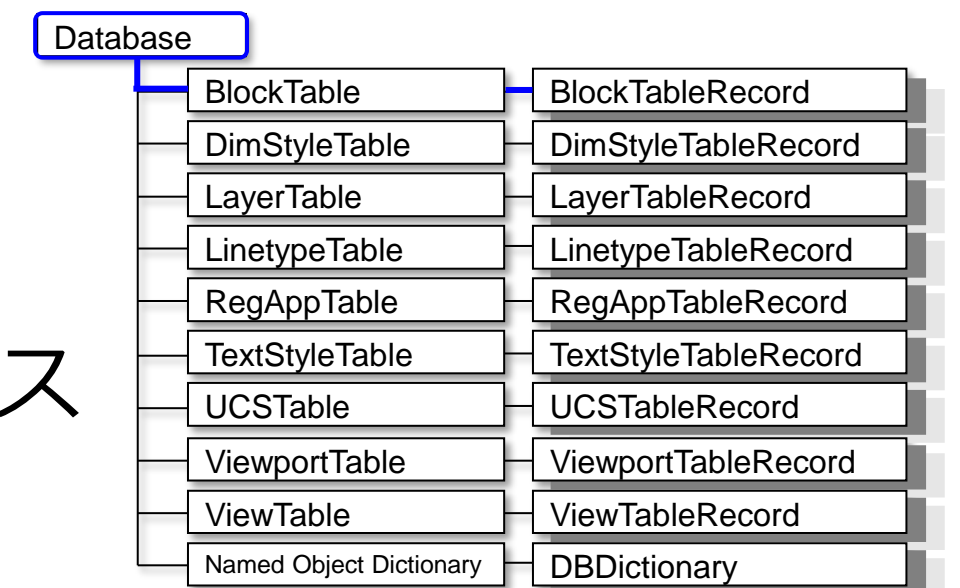 Database
BlockTable BlockTableRecord
DimStyleTable DimStyleTableRecord
LayerTable LayerTableRecord
LinetypeTable LinetypeTableRecord
RegAppTable RegAppTableRecord
TextStyleTable TextStyleTableRecord
ス
UCSTable UCSTableRecord
ViewportTable ViewportTableRecord
ViewTable ViewTableRecord
Named Object Dictionary DBDictionary